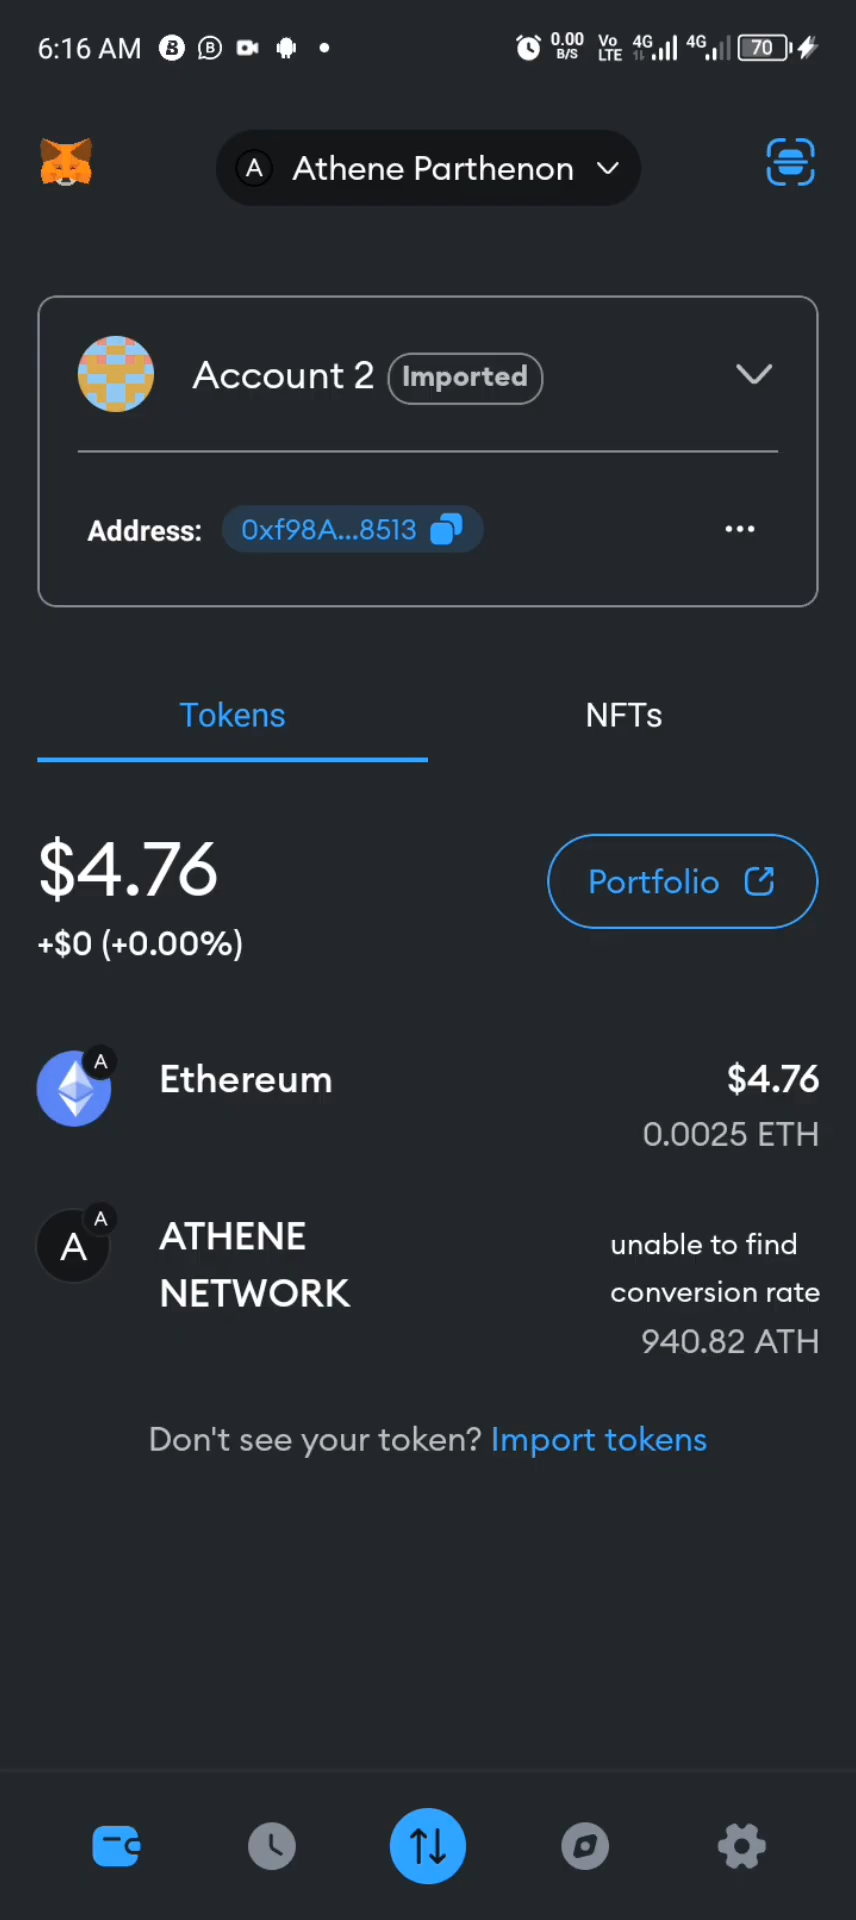 6:16 AM B B 0.00 B/S Vo LTE 4G 4G 70
A Athene Parthenon
Account 2 Imported
Address: 0xf98A...8513
Tokens NFTs
$4.76 Portfolio
+$0 (+0.00%)
A Ethereum $4.76
0.0025 ETH
A A ATHENE NETWORK unable to find conversion rate
940.82 ATH
Don't see your token? Import tokens